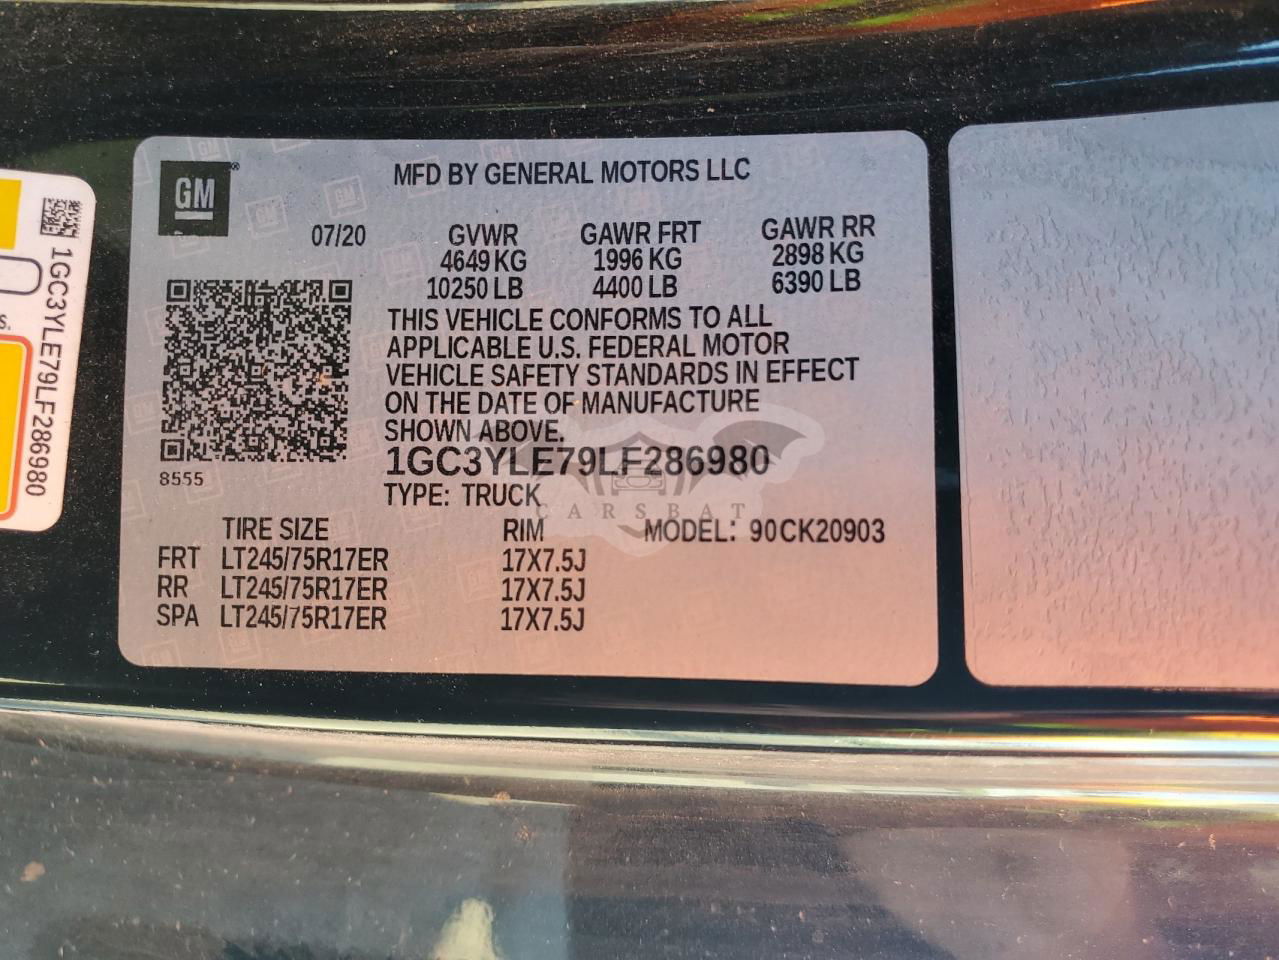 GM
®
MFD BY GENERAL MOTORS LLC
07/20 GVWR GAWR FRT GAWR RR
4649 KG 1996 KG 2898 KG
10250 LB 4400 LB 6390 LB
THIS VEHICLE CONFORMS TO ALL
APPLICABLE U.S. FEDERAL MOTOR
VEHICLE SAFETY STANDARDS IN EFFECT
ON THE DATE OF MANUFACTURE
SHOWN ABOVE.
8555
1GC3YLE79LF286980
TYPE: TRUCK
CARSBAT
TIRE SIZE RIM MODEL: 90CK20903
FRT LT245/75R17ER 17X7.5J
RR LT245/75R17ER 17X7.5J
SPA LT245/75R17ER 17X7.5J
1GC3YLE79LF286980